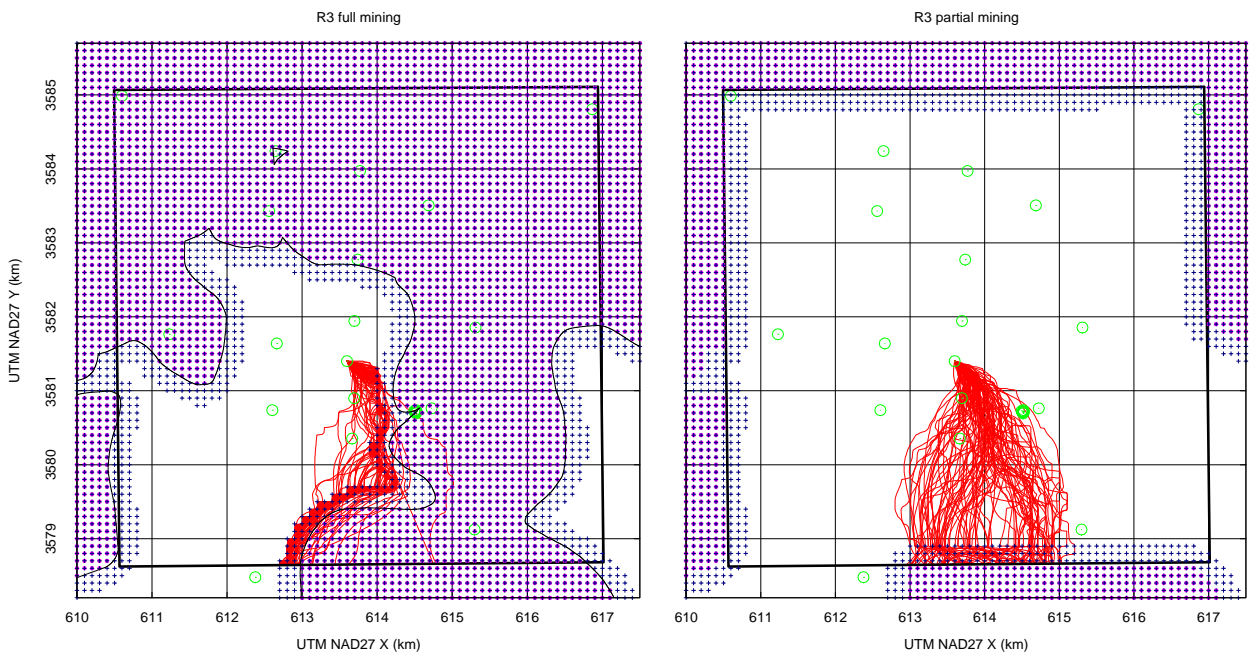 R3 full mining
R3 partial mining
UTM NAD27 Y (km)
3585
3584
3583
3582
3581
3580
3579
610 611 612 613 614 615 616 617
610 611 612 613 614 615 616 617
UTM NAD27 X (km)
UTM NAD27 X (km)